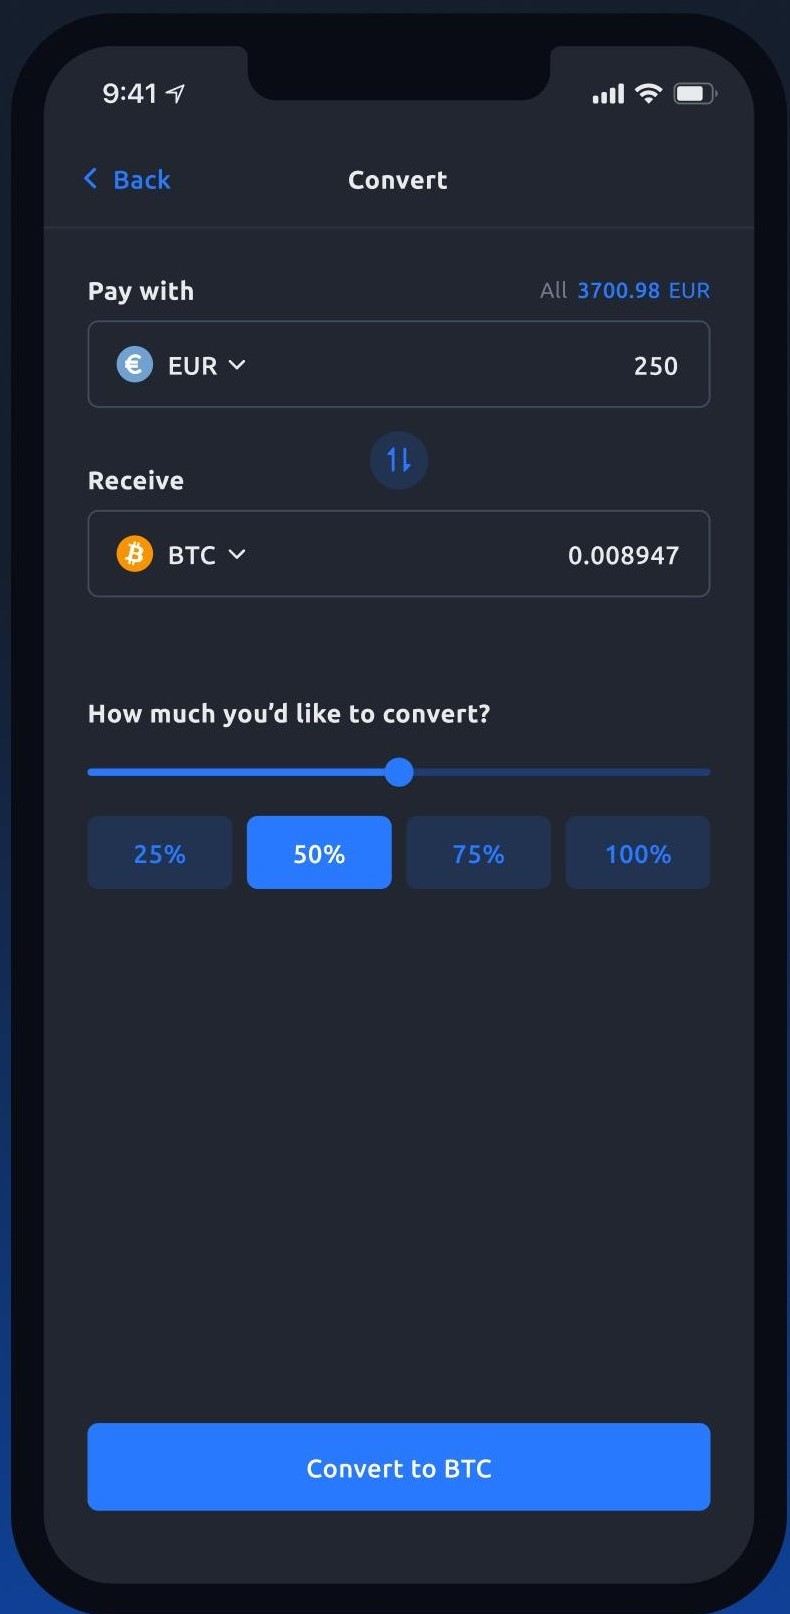 9:41
Back Convert
Pay with All 3700.98 EUR
€ EUR 250
Receive
₿ BTC 0.008947
How much you’d like to convert?
25% 50% 75% 100%
Convert to BTC